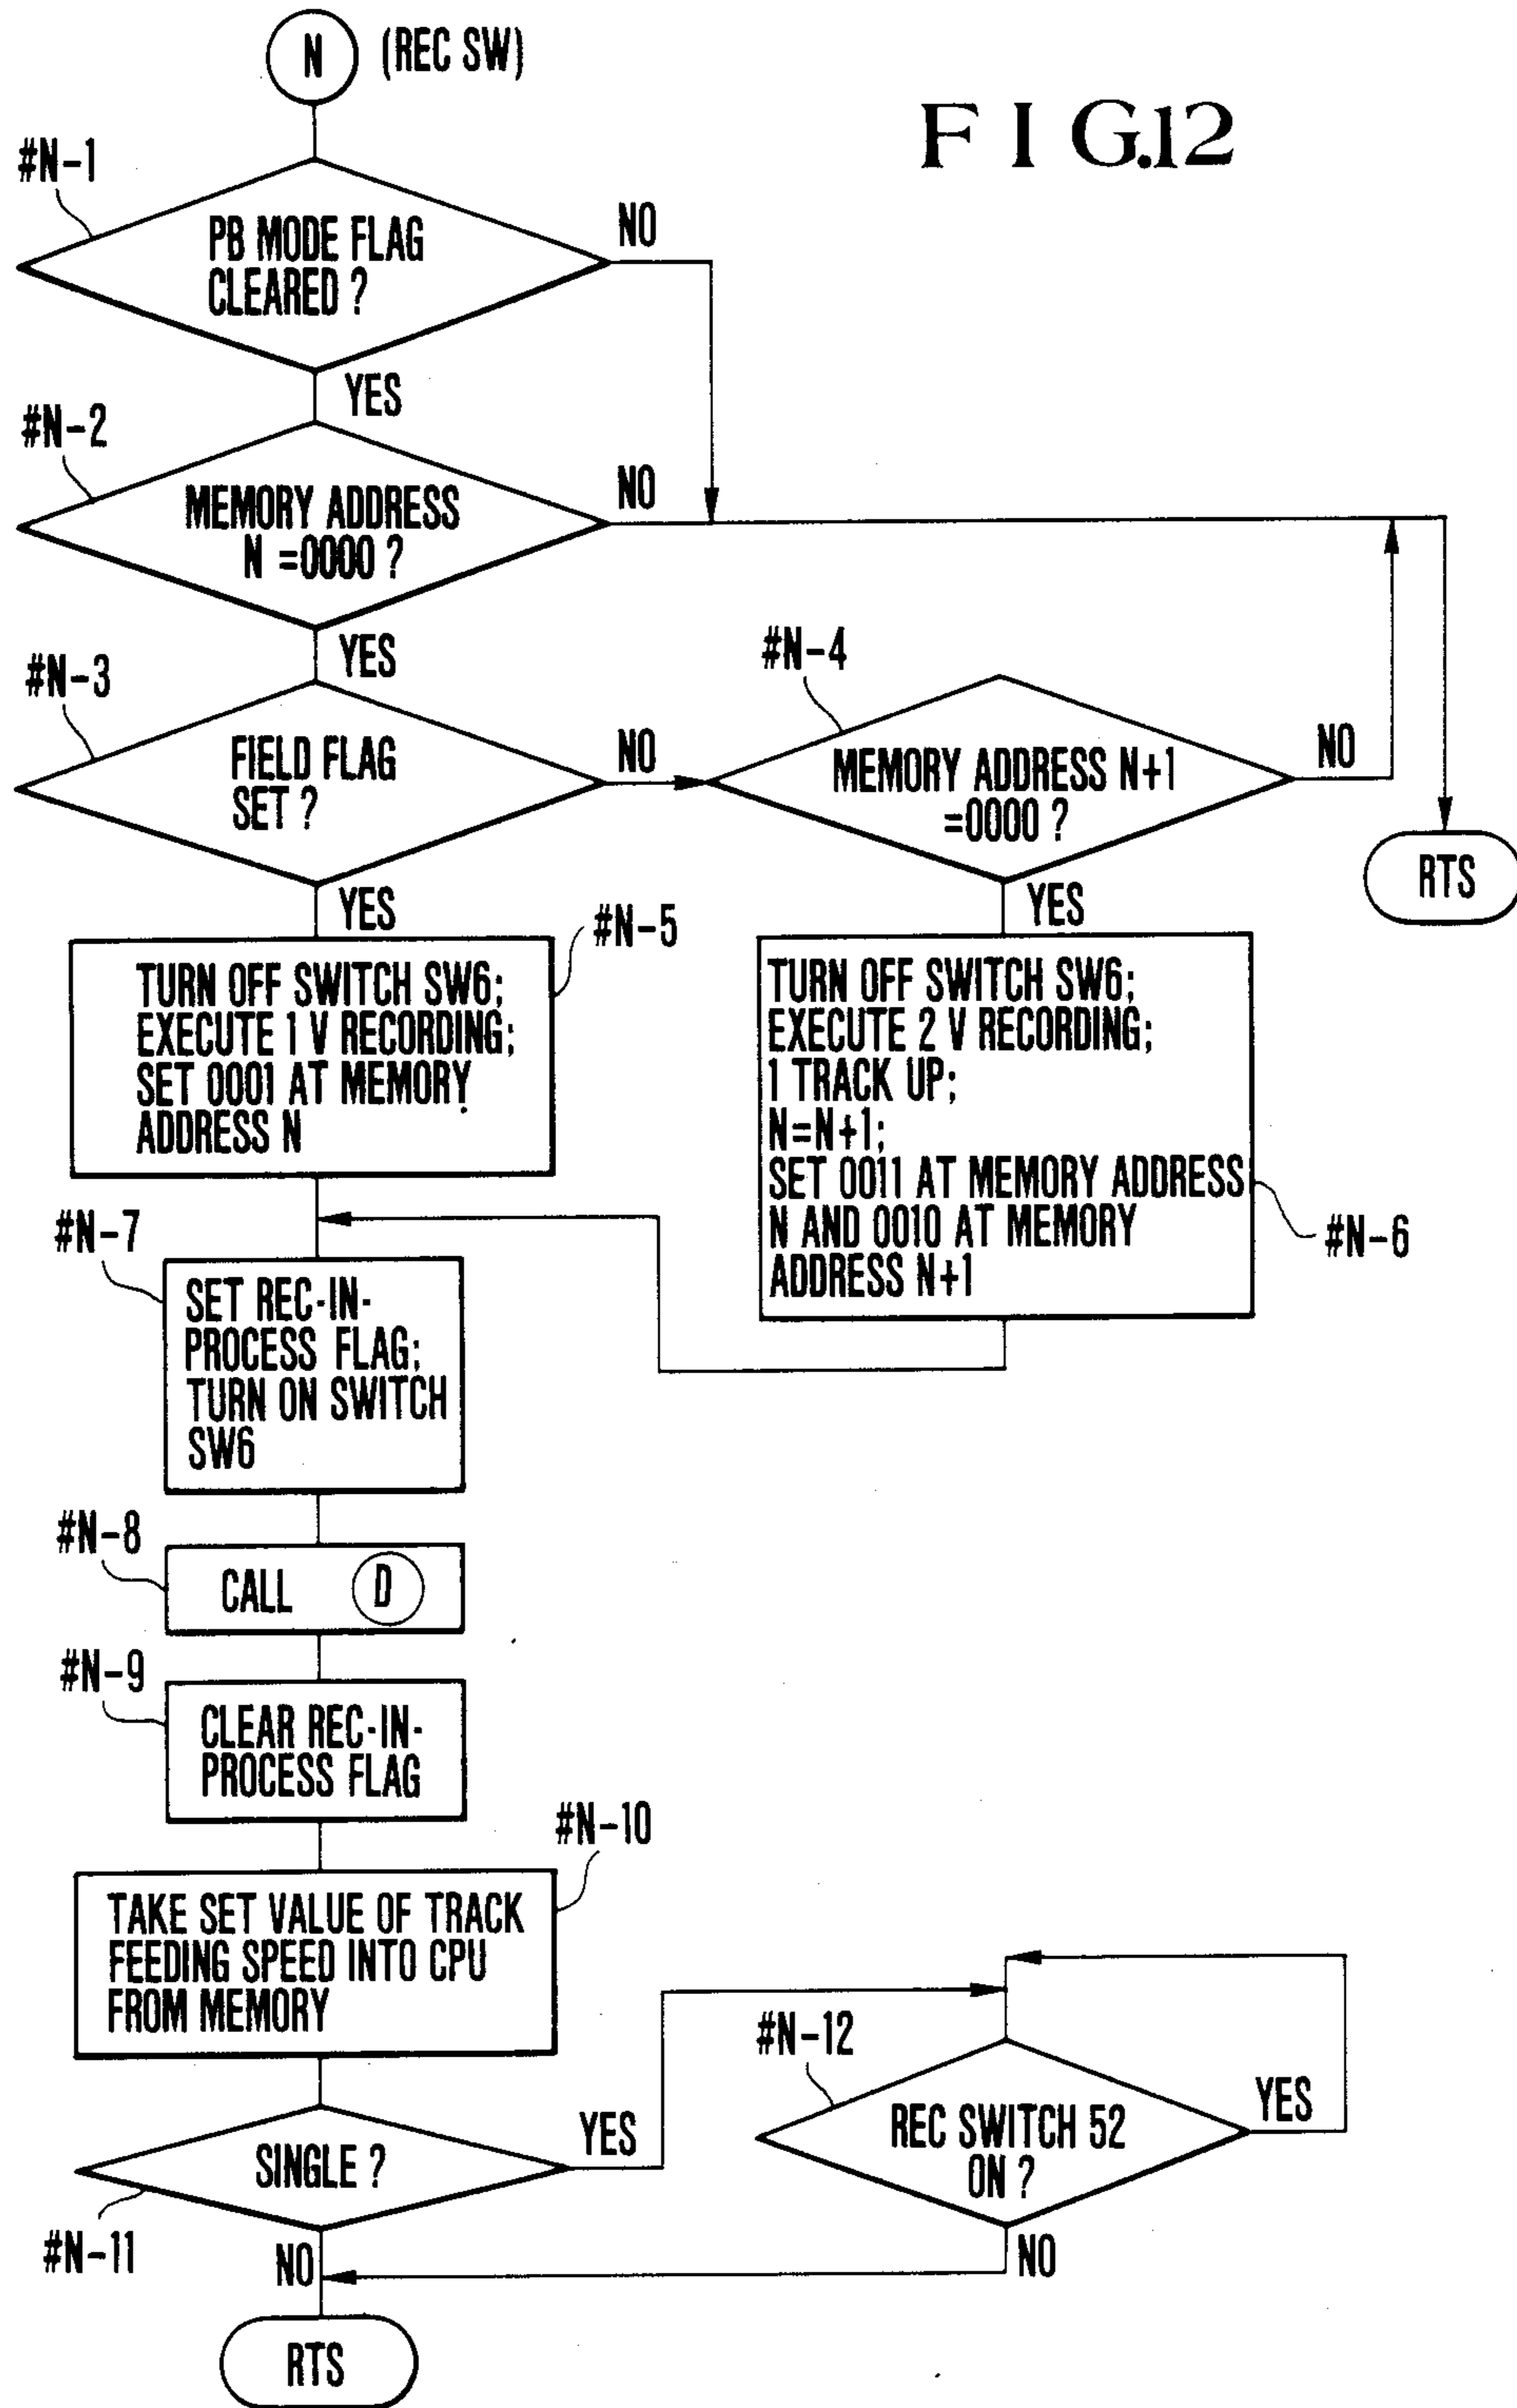 N (REC SW)
FIG.12
#N-1
PB MODE FLAG
CLEARED ?
NO
YES
#N-2
MEMORY ADDRESS
N =0000 ?
NO
YES
#N-3
FIELD FLAG
SET ?
NO
YES
#N-4
MEMORY ADDRESS N+1
=0000 ?
NO
YES
RTS
#N-5
TURN OFF SWITCH SW6;
EXECUTE 1 V RECORDING;
SET 0001 AT MEMORY
ADDRESS N
TURN OFF SWITCH SW6;
EXECUTE 2 V RECORDING;
1 TRACK UP;
N=N+1;
SET 0011 AT MEMORY ADDRESS
N AND 0010 AT MEMORY
ADDRESS N+1
#N-6
#N-7
SET REC-IN-
PROCESS FLAG;
TURN ON SWITCH
SW6
#N-8
CALL D
#N-9
CLEAR REC-IN-
PROCESS FLAG
#N-10
TAKE SET VALUE OF TRACK
FEEDING SPEED INTO CPU
FROM MEMORY
SINGLE ?
YES
#N-11
NO
#N-12
REC SWITCH 52
ON ?
YES
NO
RTS